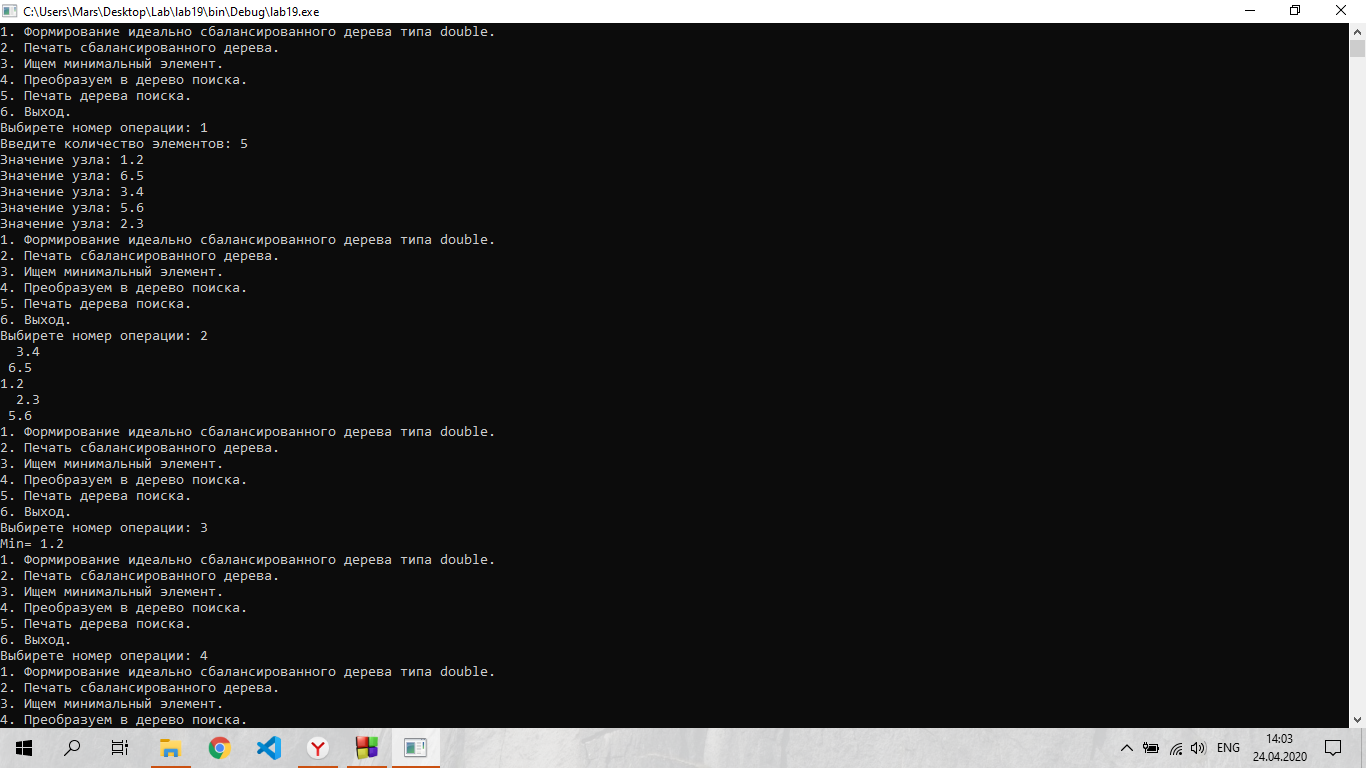 C:\Users\Mars\Desktop\Lab\lab19\bin\Debug\lab19.exe
1. Формирование идеально сбалансированного дерева типа double.
2. Печать сбалансированного дерева.
3. Ищем минимальный элемент.
4. Преобразуем в дерево поиска.
5. Печать дерева поиска.
6. Выход.
Выбирете номер операции: 1
Введите количество элементов: 5
Значение узла: 1.2
Значение узла: 6.5
Значение узла: 3.4
Значение узла: 5.6
Значение узла: 2.3
1. Формирование идеально сбалансированного дерева типа double.
2. Печать сбалансированного дерева.
3. Ищем минимальный элемент.
4. Преобразуем в дерево поиска.
5. Печать дерева поиска.
6. Выход.
Выбирете номер операции: 2
  3.4
 6.5
1.2
  2.3
 5.6
1. Формирование идеально сбалансированного дерева типа double.
2. Печать сбалансированного дерева.
3. Ищем минимальный элемент.
4. Преобразуем в дерево поиска.
5. Печать дерева поиска.
6. Выход.
Выбирете номер операции: 3
Min= 1.2
1. Формирование идеально сбалансированного дерева типа double.
2. Печать сбалансированного дерева.
3. Ищем минимальный элемент.
4. Преобразуем в дерево поиска.
5. Печать дерева поиска.
6. Выход.
Выбирете номер операции: 4
1. Формирование идеально сбалансированного дерева типа double.
2. Печать сбалансированного дерева.
3. Ищем минимальный элемент.
4. Преобразуем в дерево поиска.
ENG
14:03
24.04.2020